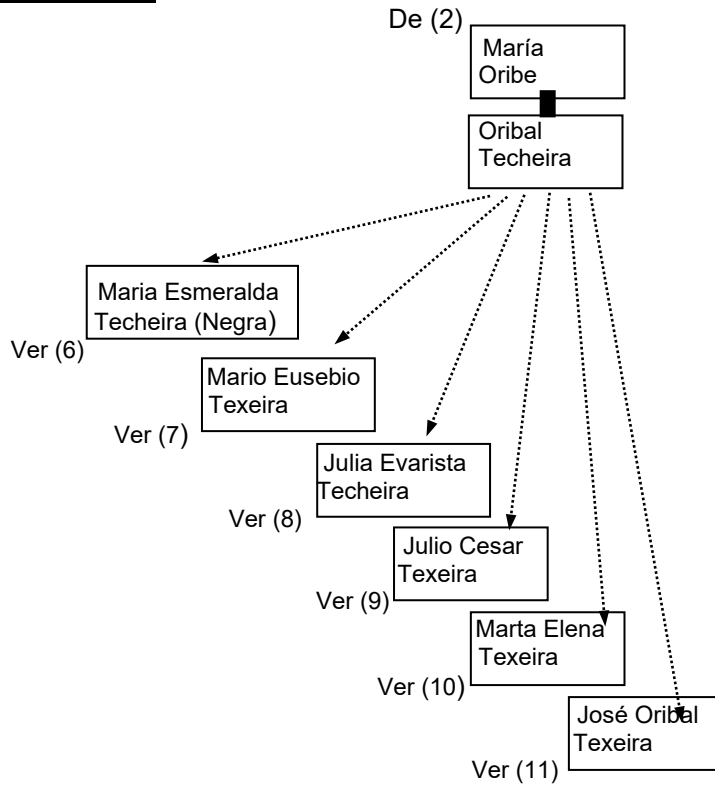 De (2)
María
Oribe
Oribal
Techeira
Maria Esmeralda
Techeira (Negra)
Ver (6)
Mario Eusebio
Texeira
Ver (7)
Julia Evarista
Techeira
Ver (8)
Julio Cesar
Texeira
Ver (9)
Marta Elena
Texeira
Ver (10)
José Oribal
Texeira
Ver (11)